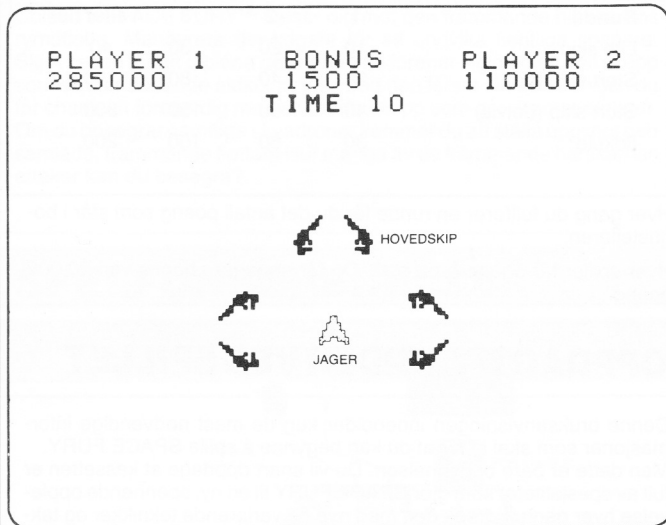 PLAYER 1 BONUS PLAYER 2
285000 1500 110000
TIME 10
HOVEDSKIP
JAGER